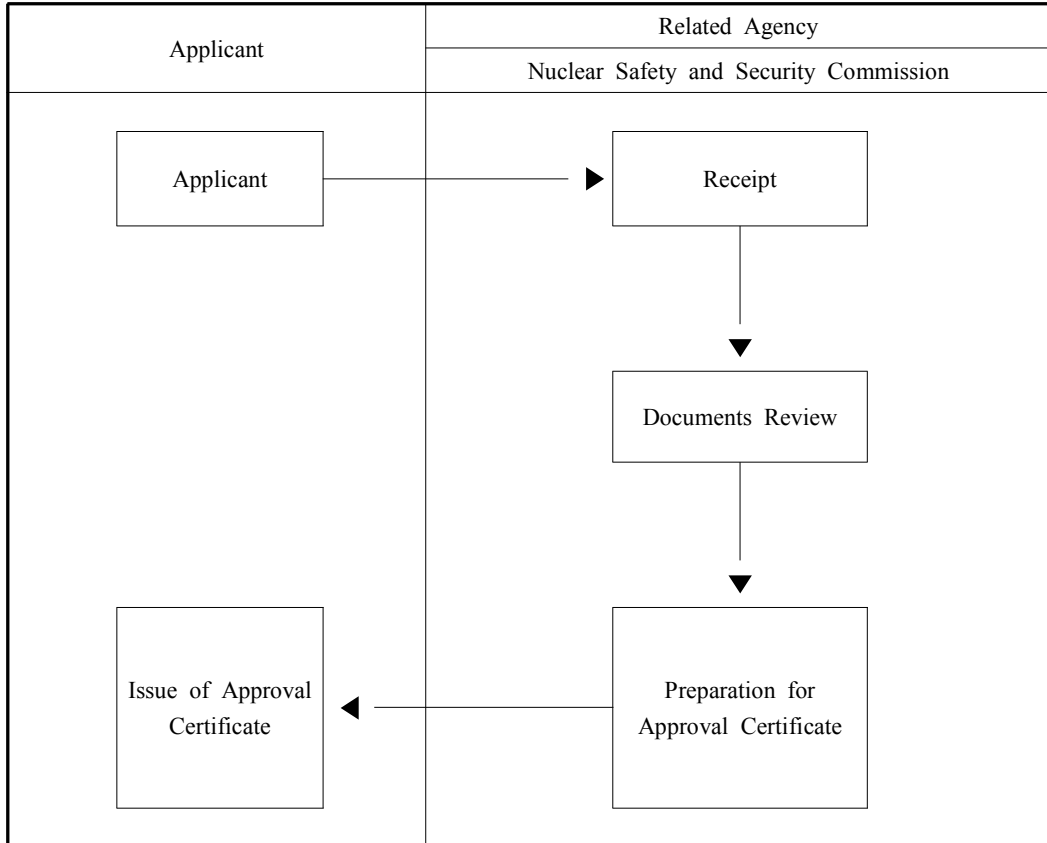 Applicant
Related Agency
Nuclear Safety and Security Commission
Applicant
Receipt
Documents Review
Issue of Approval
Certificate
Preparation for
Approval Certificate